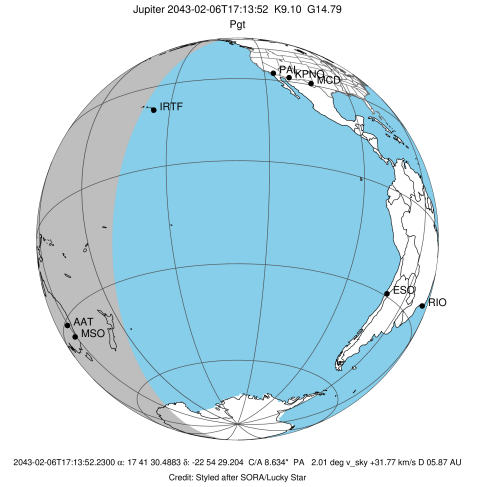 Jupiter 2043-02-06T17:13:52 K9.10 G14.79
Pgt
PAL
KPNO
MCD
IRTF
ESO
RIO
AAT
MSO
2043-02-06T17:13:52.2300 α: 17 41 30.4883 δ: -22 54 29.204 C/A 8.634" PA 2.01 deg v_sky +31.77 km/s D 05.87 AU
Credit: Styled after SORA/Lucky Star